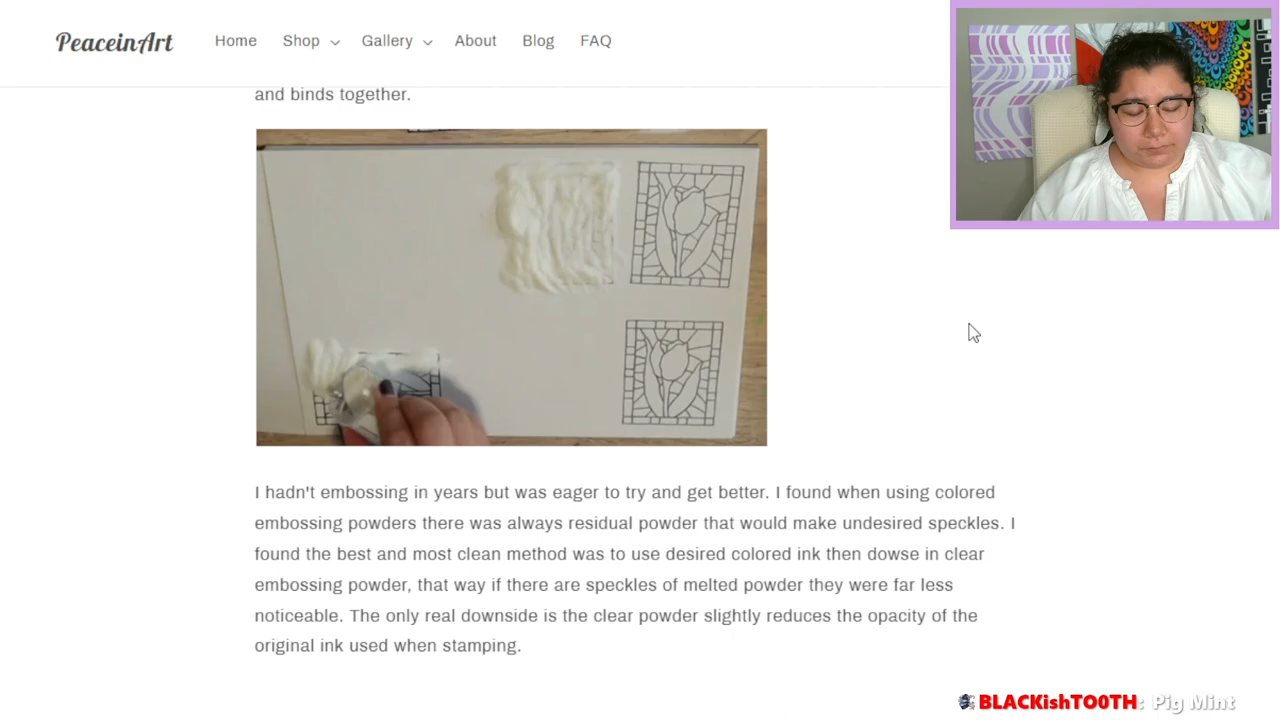 PeaceinArt Home Shop Gallery About Blog FAQ
and binds together.
I hadn't embossing in years but was eager to try and get better. I found when using colored
embossing powders there was always residual powder that would make undesired speckles. I
found the best and most clean method was to use desired colored ink then dowse in clear
embossing powder, that way if there are speckles of melted powder they were far less
noticeable. The only real downside is the clear powder slightly reduces the opacity of the
original ink used when stamping.
BLACKishTO0TH: Pig Mint